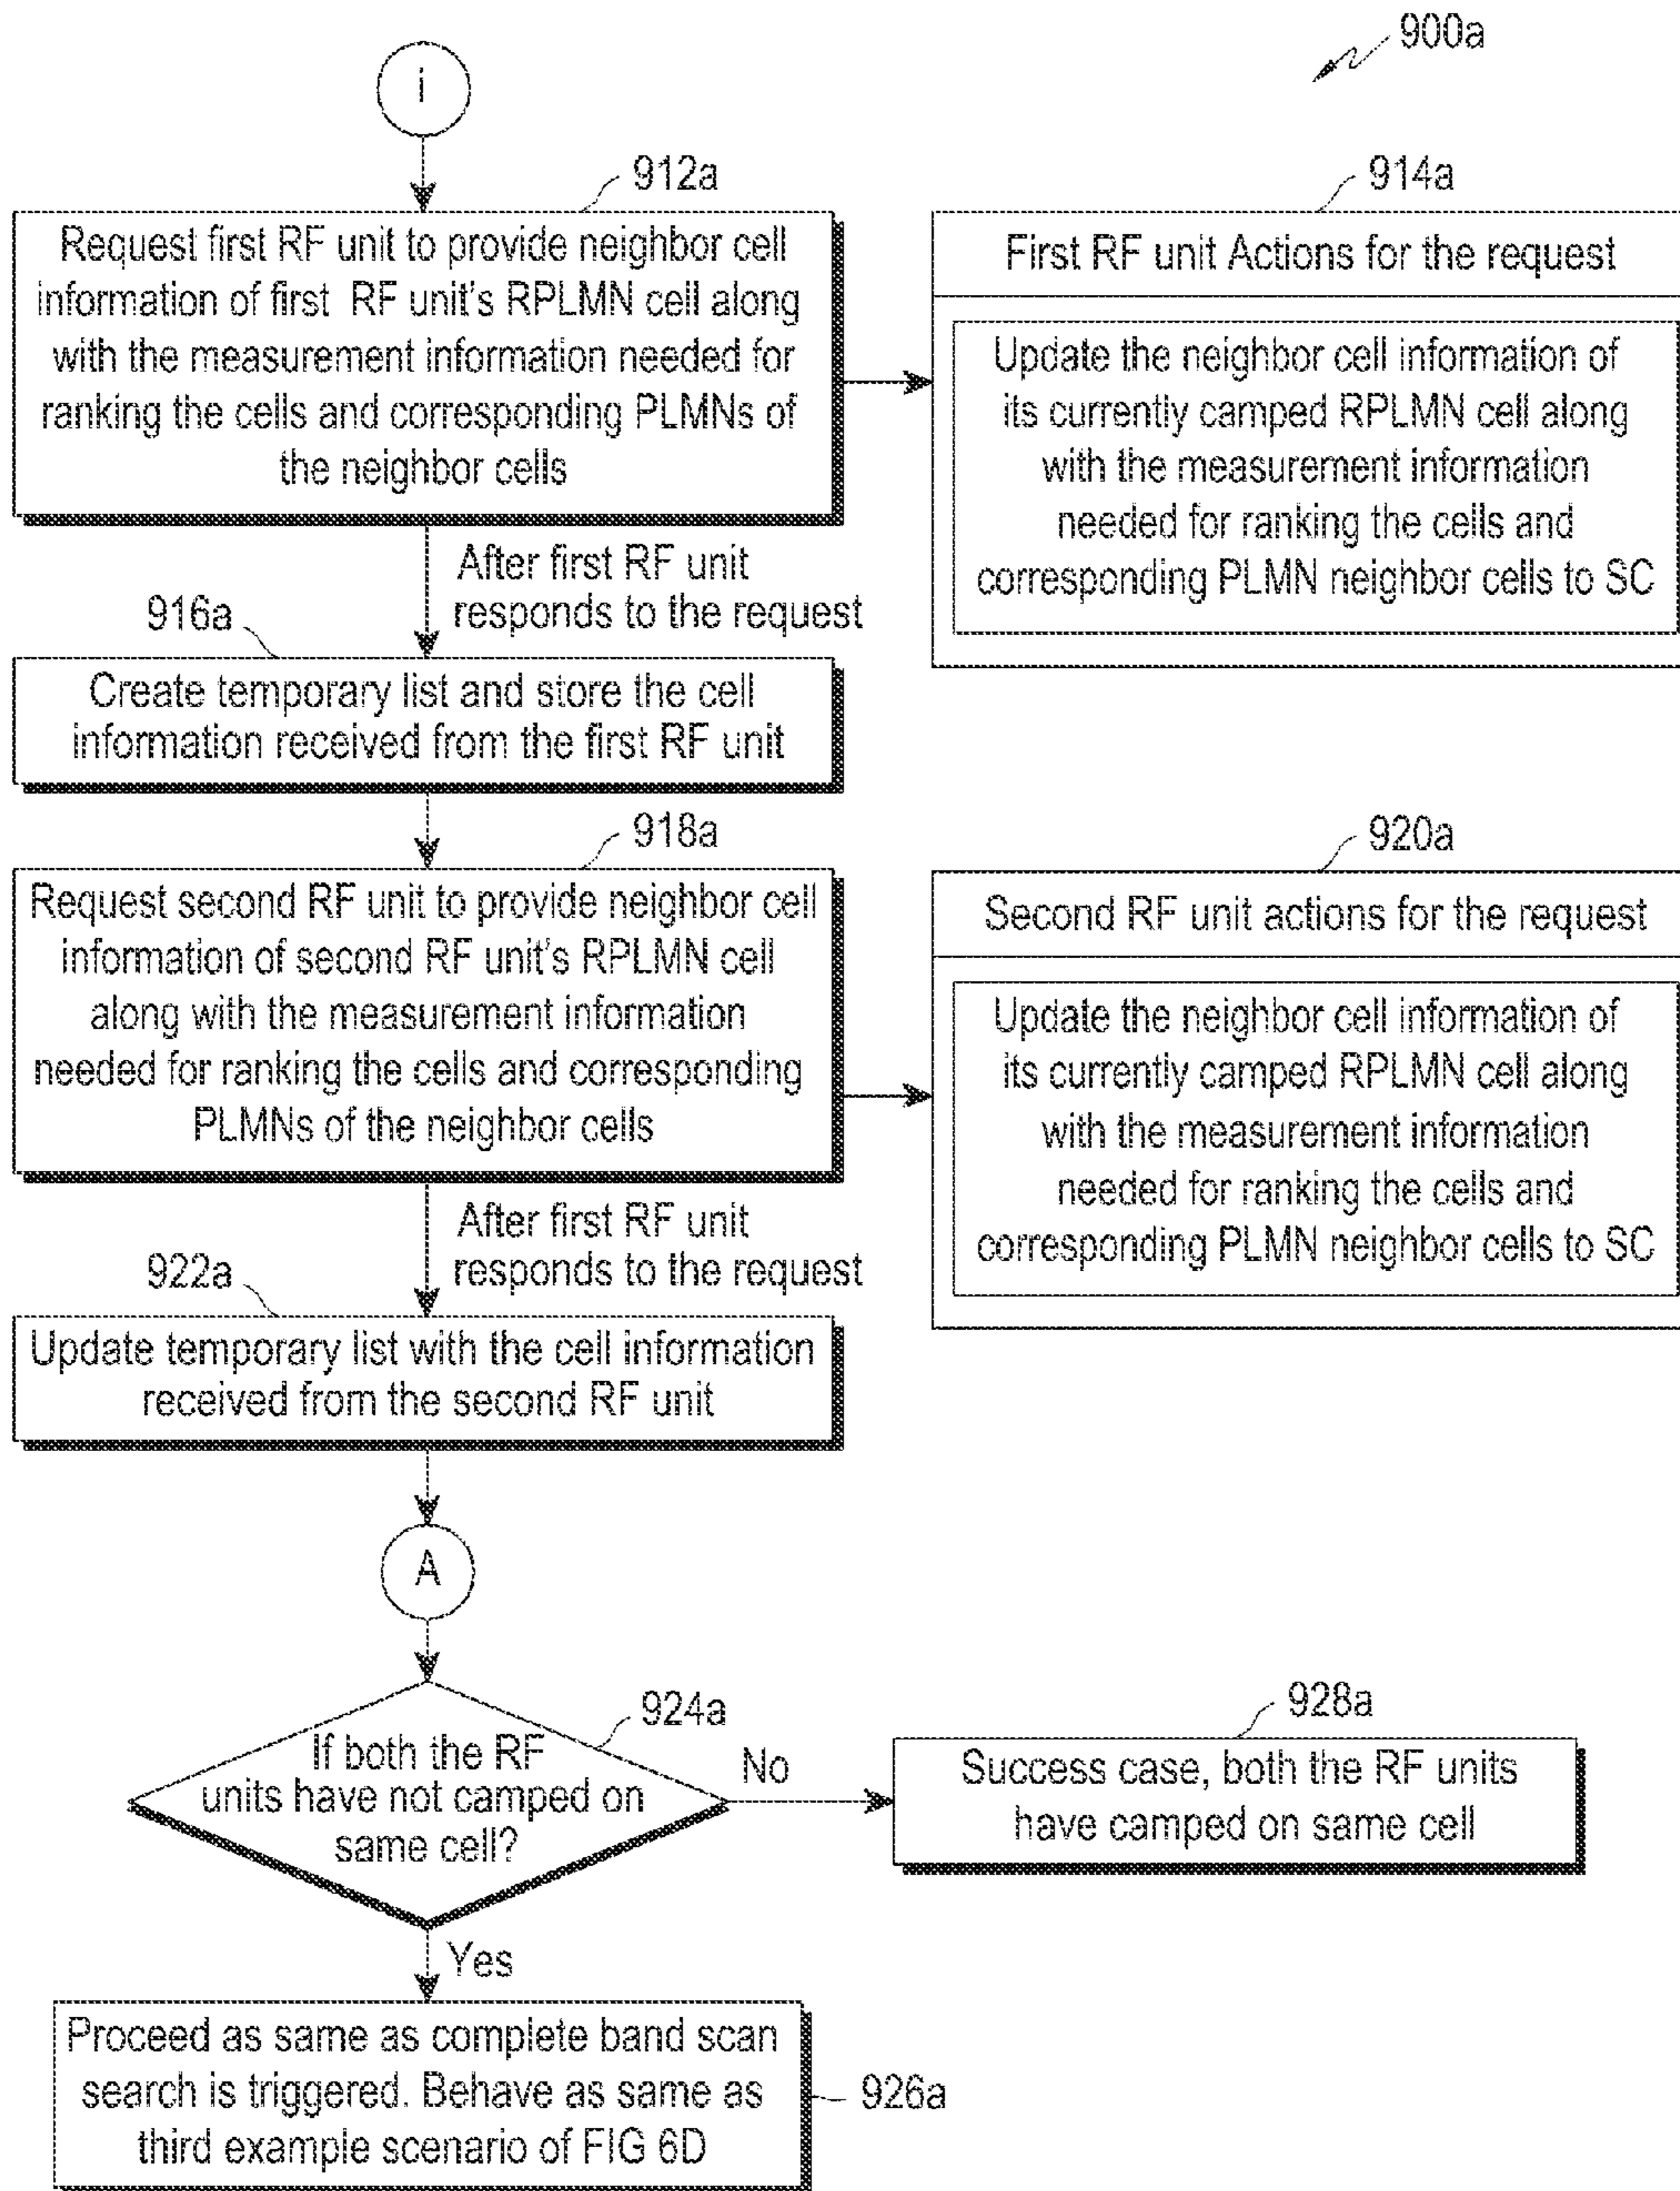 900a
i
912a
Request first RF unit to provide neighbor cell
information of first RF unit's RPLMN cell along
with the measurement information needed for
ranking the cells and corresponding PLMNs of
the neighbor cells
914a
First RF unit Actions for the request
Update the neighbor cell information of
its currently camped RPLMN cell along
with the measurement information
needed for ranking the cells and
corresponding PLMN neighbor cells to SC
After first RF unit
responds to the request
916a
Create temporary list and store the cell
information received from the first RF unit
918a
Request second RF unit to provide neighbor cell
information of second RF unit's RPLMN cell
along with the measurement information
needed for ranking the cells and corresponding
PLMNs of the neighbor cells
920a
Second RF unit actions for the request
Update the neighbor cell information of
its currently camped RPLMN cell along
with the measurement information
needed for ranking the cells and
corresponding PLMN neighbor cells to SC
After first RF unit
responds to the request
922a
Update temporary list with the cell information
received from the second RF unit
A
924a
If both the RF
units have not camped on
same cell?
No
928a
Success case, both the RF units
have camped on same cell
Yes
Proceed as same as complete band scan
search is triggered. Behave as same as
third example scenario of FIG 6D
926a